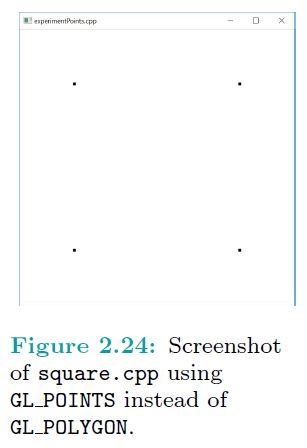 experimentPoints.cpp
Figure 2.24: Screenshot
of square.cpp using
GL_POINTS instead of
GL_POLYGON.